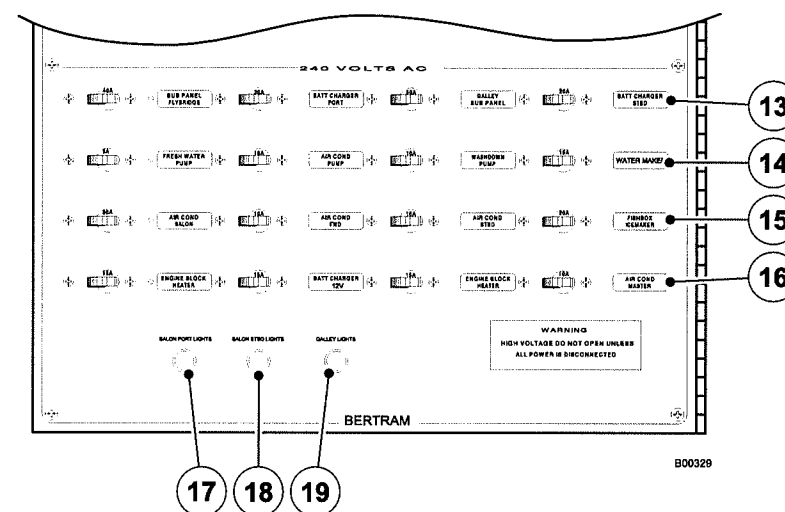 240 VOLTS AC
40A
SUB PANEL
FLYBRIDGE
30A
BATT CHARGER
PORT
GALLEY
SUB PANEL
BATT CHARGER
STBD
13
5A
FRESH WATER
PUMP
AIR COND
PUMP
WASHDOWN
PUMP
WATER MAKER
14
AIR COND
SALON
AIR COND
FWD
AIR COND
STBD
FISHBOX
ICEMAKER
15
15A
ENGINE BLOCK
HEATER
BATT CHARGER
12V
ENGINE BLOCK
HEATER
AIR COND
MASTER
16
SALON PORT LIGHTS
SALON STBD LIGHTS
GALLEY LIGHTS
WARNING
HIGH VOLTAGE DO NOT OPEN UNLESS
ALL POWER IS DISCONNECTED
BERTRAM
B00329
17
18
19